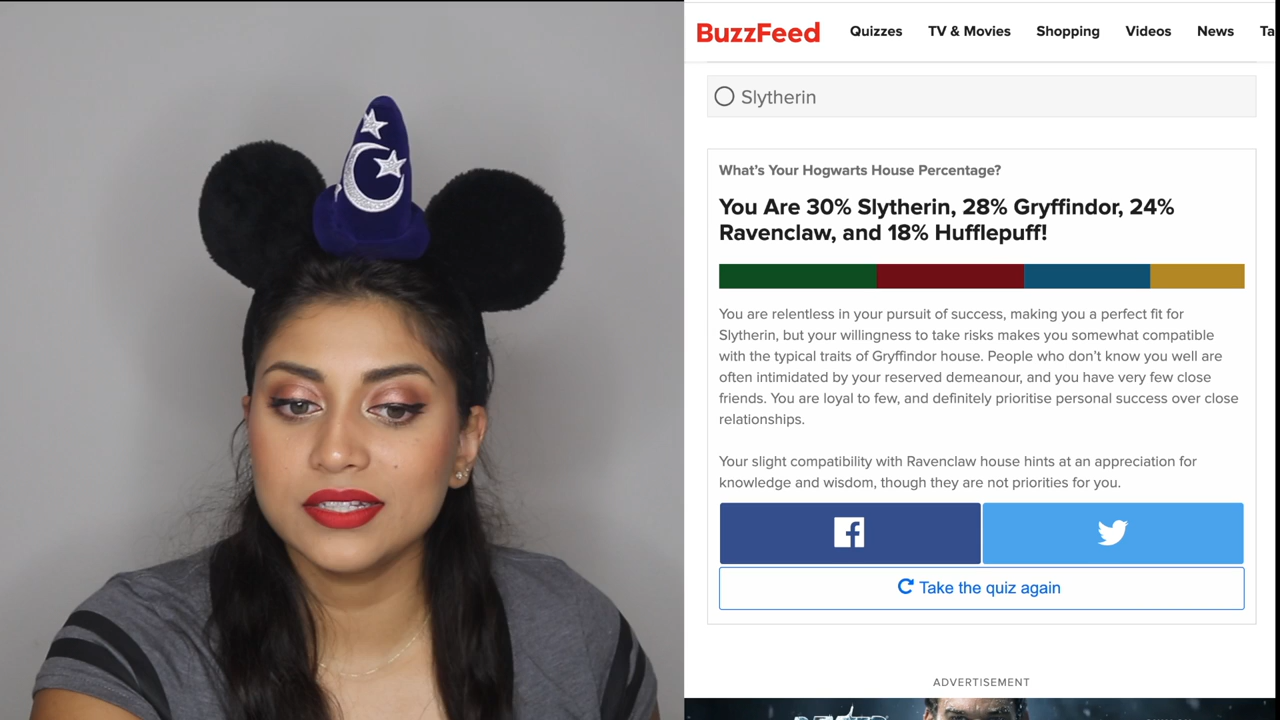 BuzzFeed Quizzes TV & Movies Shopping Videos News Ta
Slytherin
What's Your Hogwarts House Percentage?
You Are 30% Slytherin, 28% Gryffindor, 24%
Ravenclaw, and 18% Hufflepuff!
You are relentless in your pursuit of success, making you a perfect fit for
Slytherin, but your willingness to take risks makes you somewhat compatible
with the typical traits of Gryffindor house. People who don't know you well are
often intimidated by your reserved demeanour, and you have very few close
friends. You are loyal to few, and definitely prioritise personal success over close
relationships.
Your slight compatibility with Ravenclaw house hints at an appreciation for
knowledge and wisdom, though they are not priorities for you.
Take the quiz again
ADVERTISEMENT